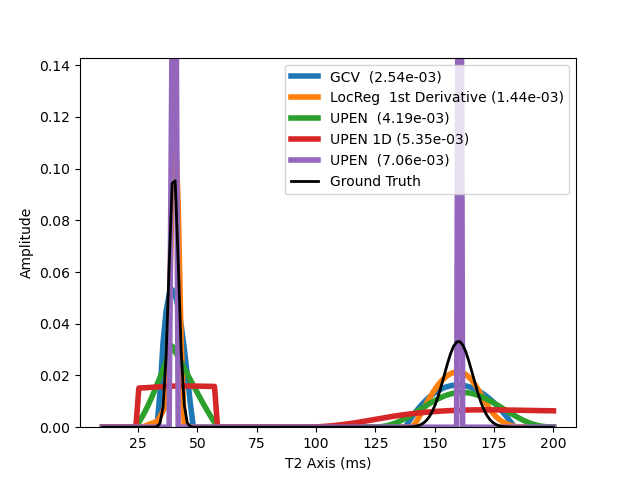 0.14
0.12
0.10
0.08
0.06
0.04
0.02
0.00
Amplitude
GCV (2.54e-03)
LocReg 1st Derivative (1.44e-03)
UPEN (4.19e-03)
UPEN 1D (5.35e-03)
UPEN (7.06e-03)
Ground Truth
25 50 75 100 125 150 175 200
T2 Axis (ms)